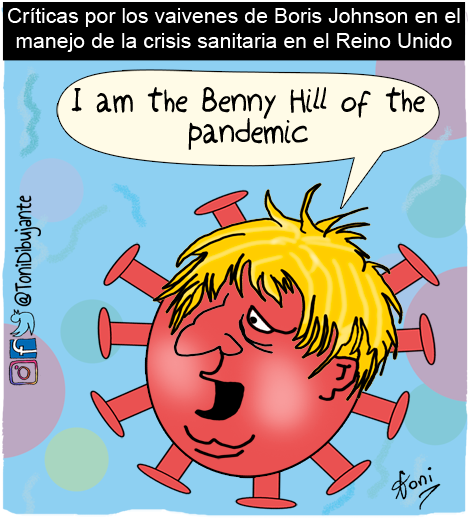 Críticas por los vaivenes de Boris Johnson en el
manejo de la crisis sanitaria en el Reino Unido
I am the Benny Hill of the
pandemic
@ToniDibujante
f
Toni